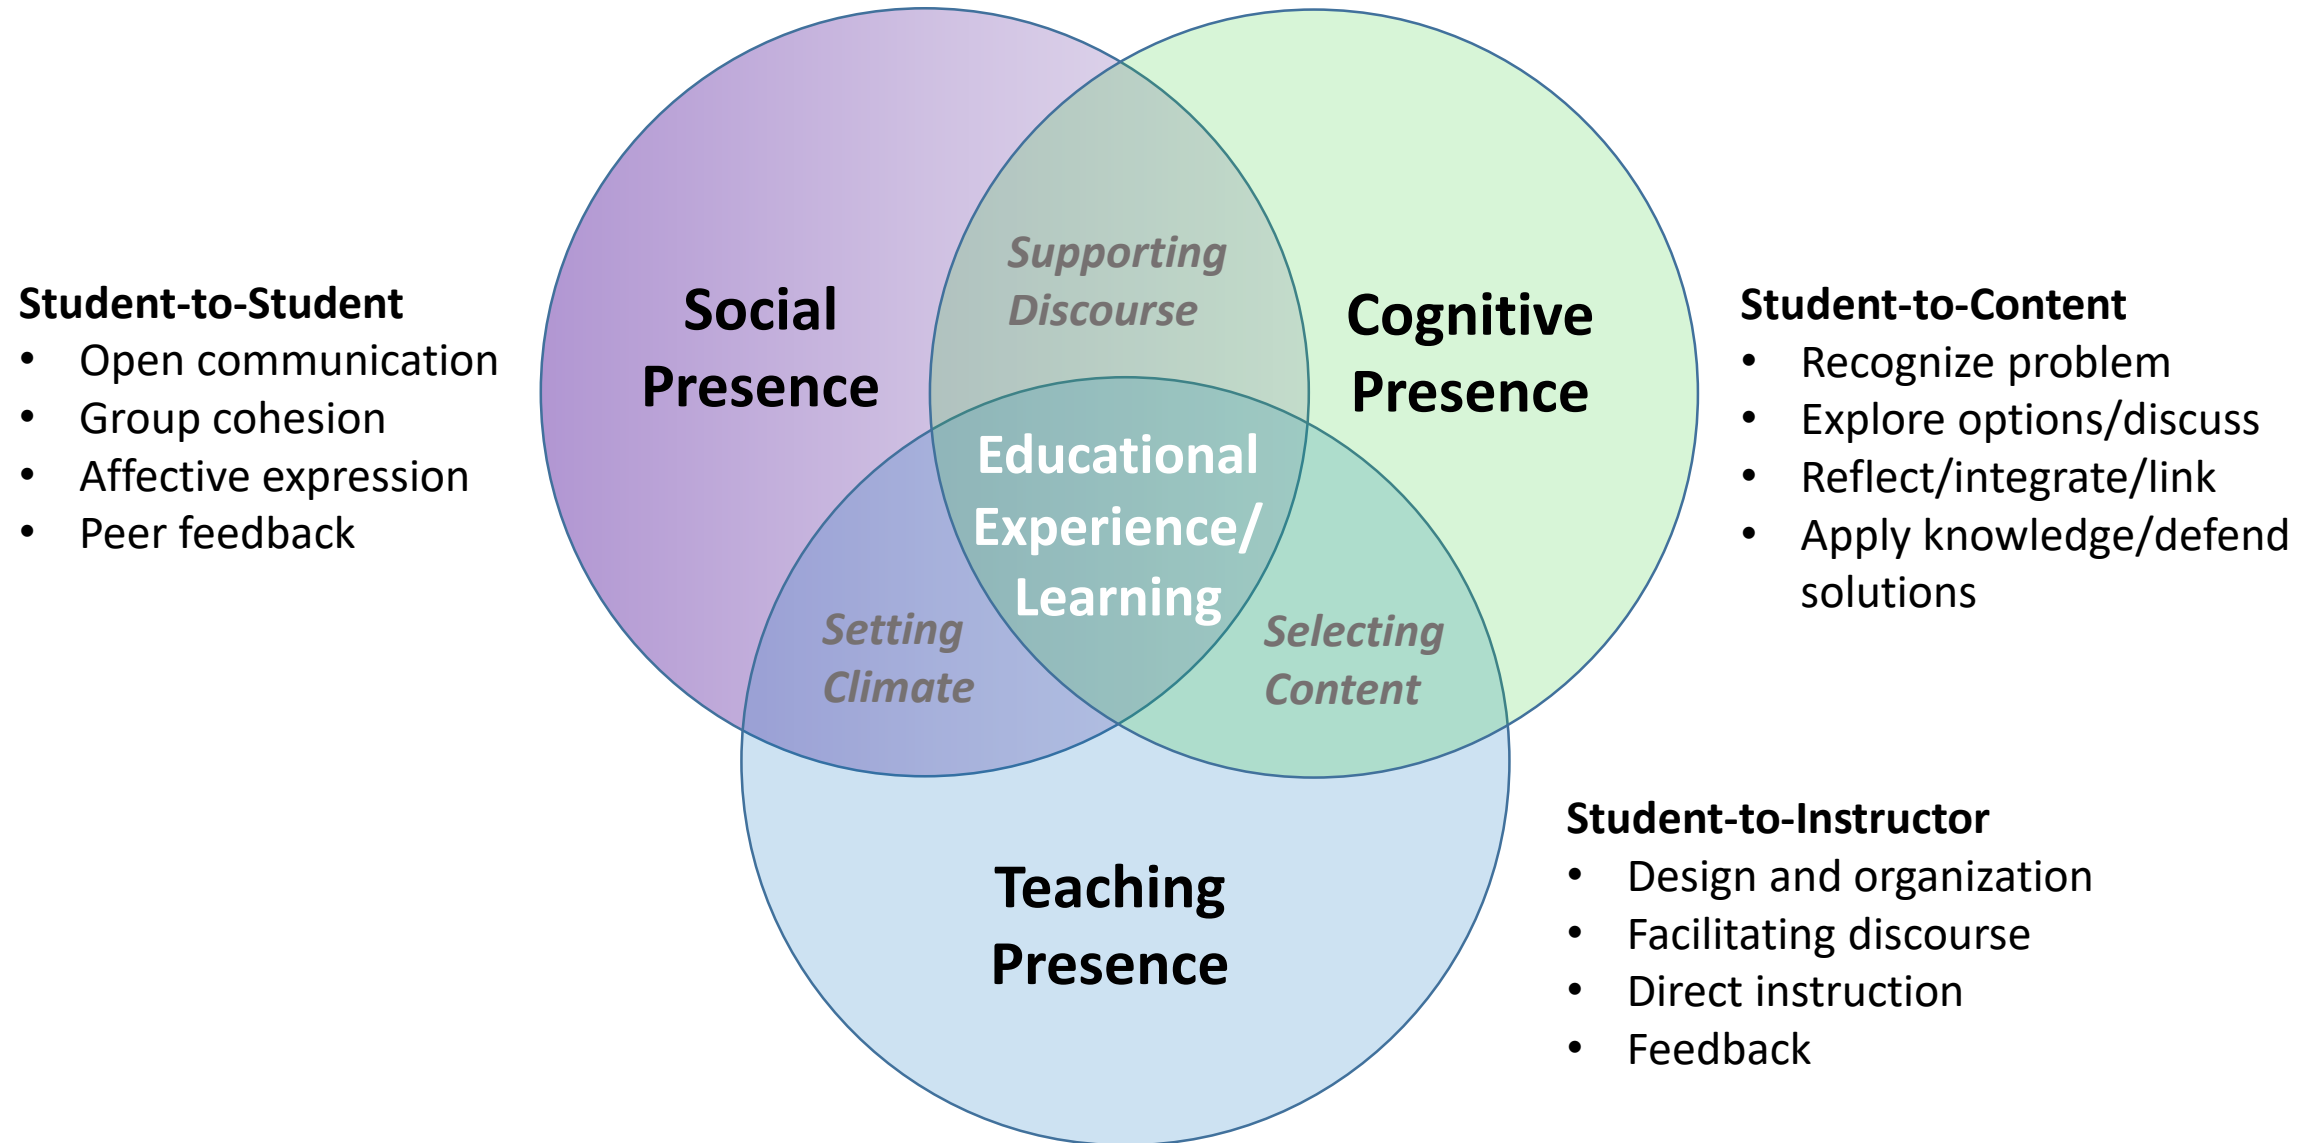 Student-to-Student
• Open communication
• Group cohesion
• Affective expression
• Peer feedback
Social
Presence
Supporting
Discourse
Cognitive
Presence
Educational
Experience/
Learning
Setting
Climate
Selecting
Content
Teaching
Presence
Student-to-Content
• Recognize problem
• Explore options/discuss
• Reflect/integrate/link
• Apply knowledge/defend
solutions
Student-to-Instructor
• Design and organization
• Facilitating discourse
• Direct instruction
• Feedback